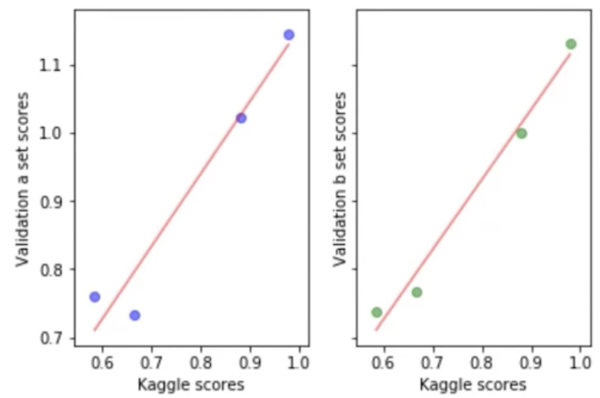 Validation a set scores
1.1
1.0
0.9
0.8
0.7
0.6 0.7 0.8 0.9 1.0
Kaggle scores
Validation b set scores
0.6 0.7 0.8 0.9 1.0
Kaggle scores